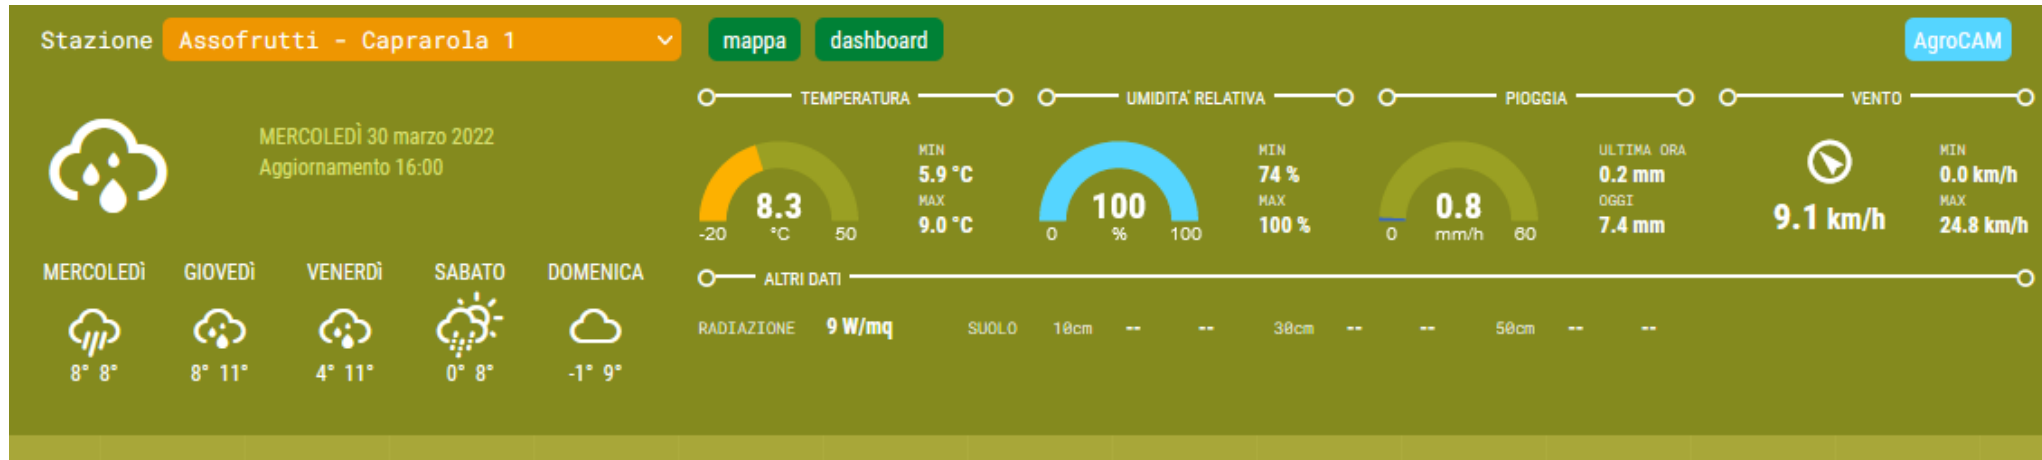 Stazione Assofrutti - Caprarola 1 mappa dashboard AgroCAM
MERCOLEDÌ 30 marzo 2022
Aggiornamento 16:00
TEMPERATURA
8.3
°C
-20 50
MIN
5.9 °C
MAX
9.0 °C
UMIDITA' RELATIVA
100
%
0 100
MIN
74 %
MAX
100 %
PIOGGIA
0.8
mm/h
0 60
ULTIMA ORA
0.2 mm
OGGI
7.4 mm
VENTO
9.1 km/h
MIN
0.0 km/h
MAX
24.8 km/h
MERCOLEDÌ GIOVEDÌ VENERDÌ SABATO DOMENICA
8° 8° 8° 11° 4° 11° 0° 8° -1° 9°
ALTRI DATI
RADIAZIONE 9 W/mq SUOLO 10cm -- -- 30cm -- -- 50cm -- --